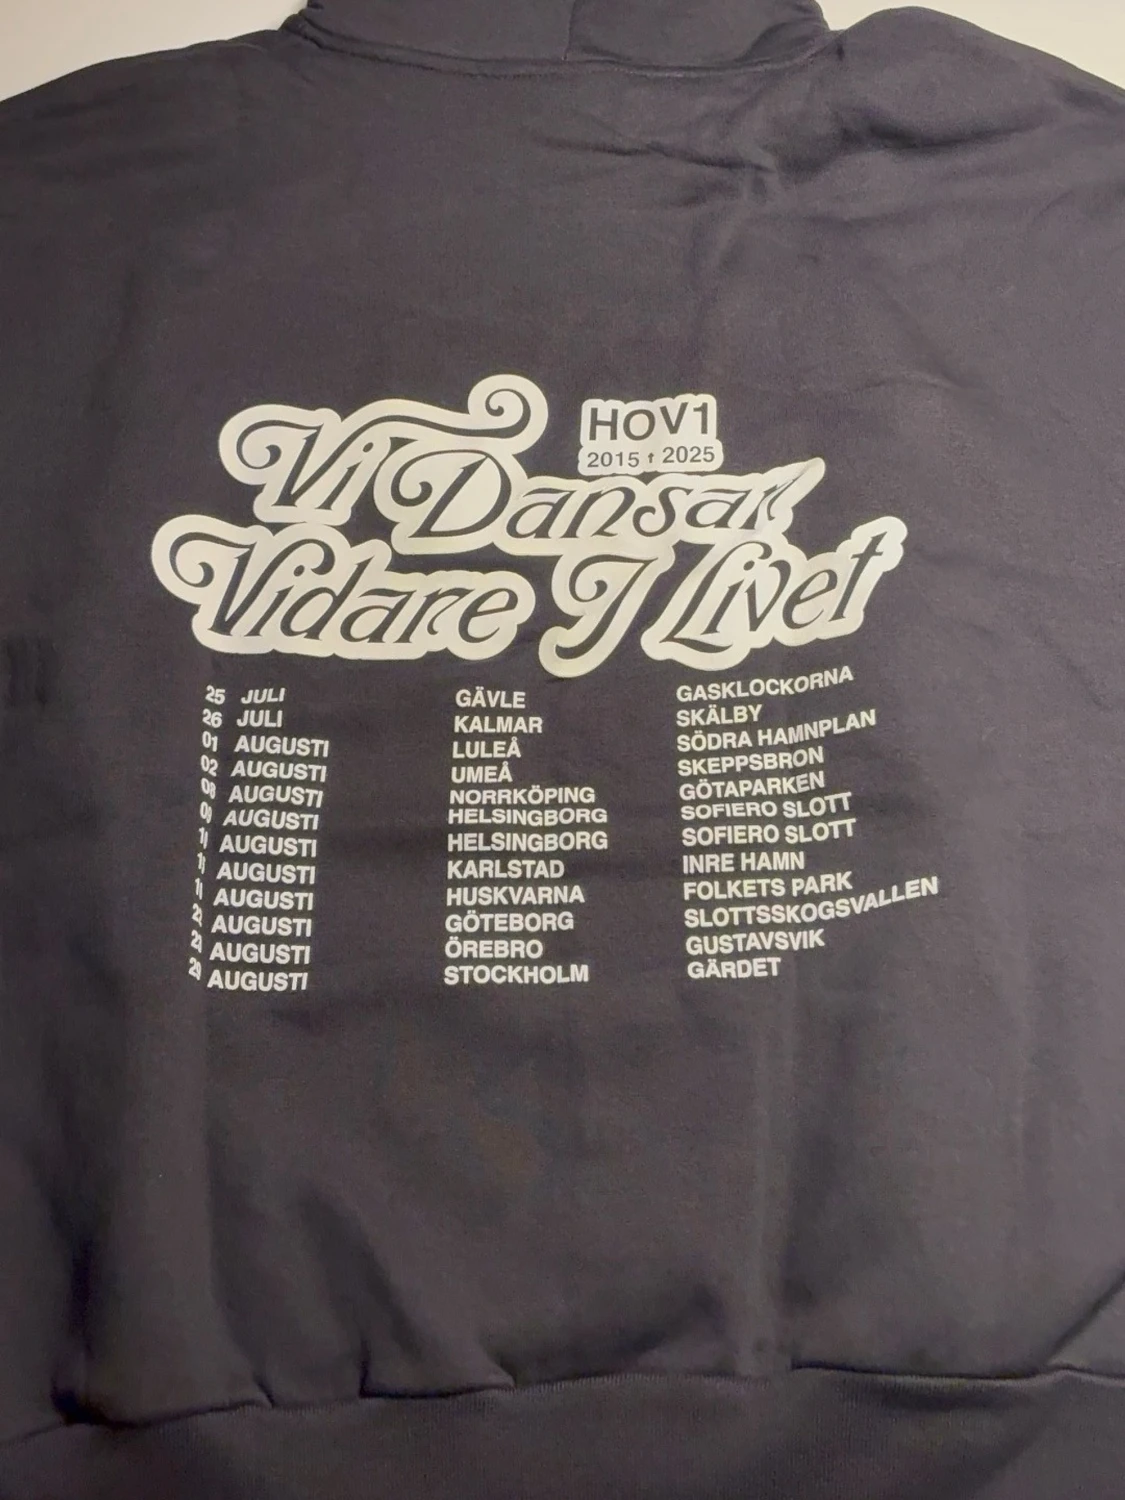 HOV1
2015 † 2025
Vi Dansar
Vidare I Livet
25 JULI GÄVLE GASKLOCKORNA
26 JULI KALMAR SKÄLBY
01 AUGUSTI LULEÅ SÖDRA HAMNPLAN
02 AUGUSTI UMEÅ SKEPPSBRON
08 AUGUSTI NORRKÖPING GÖTAPARKEN
AUGUSTI HELSINGBORG SOFIERO SLOTT
AUGUSTI HELSINGBORG SOFIERO SLOTT
AUGUSTI KARLSTAD INRE HAMN
AUGUSTI HUSKVARNA FOLKETS PARK
AUGUSTI GÖTEBORG SLOTTSSKOGSVALLEN
AUGUSTI ÖREBRO GUSTAVSVIK
AUGUSTI STOCKHOLM GÄRDET